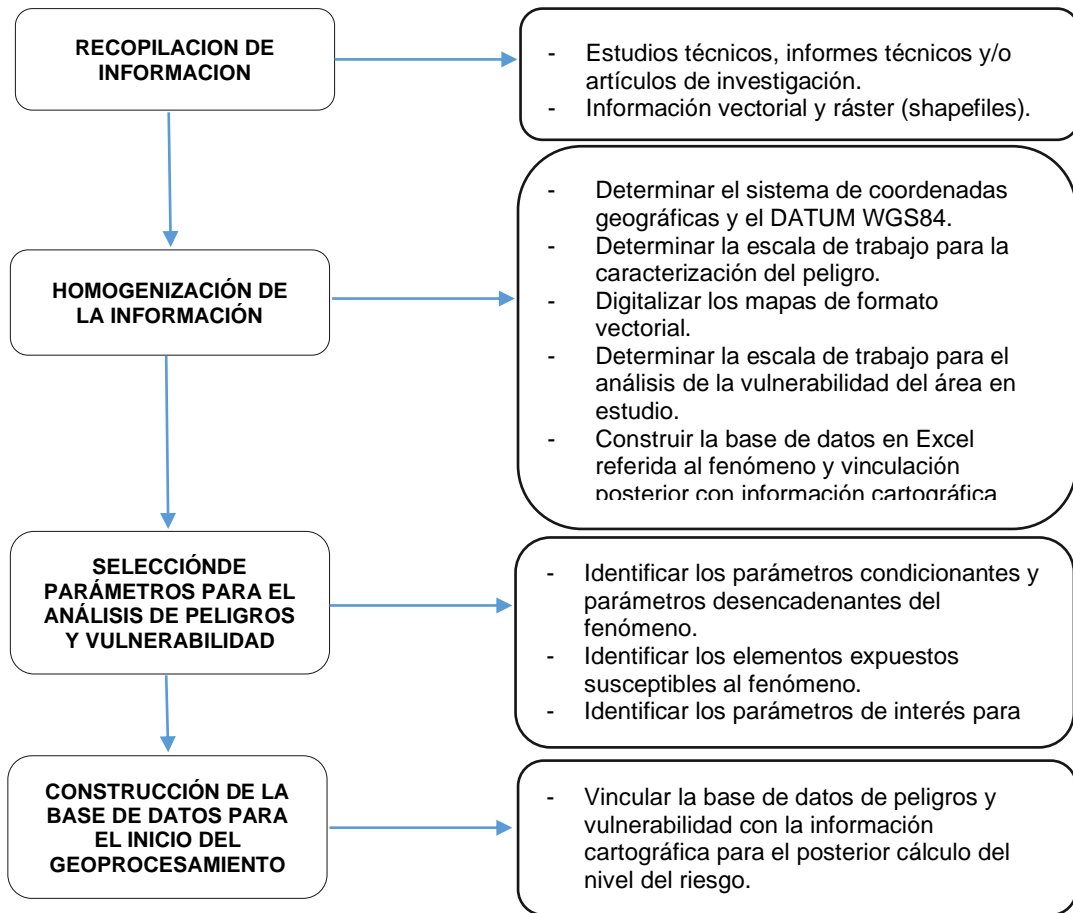 RECOPILACION DE
INFORMACION
- Estudios técnicos, informes técnicos y/o
artículos de investigación.
- Información vectorial y ráster (shapefiles).
HOMOGENIZACIÓN DE
LA INFORMACIÓN
- Determinar el sistema de coordenadas
geográficas y el DATUM WGS84.
- Determinar la escala de trabajo para la
caracterización del peligro.
- Digitalizar los mapas de formato
vectorial.
- Determinar la escala de trabajo para el
análisis de la vulnerabilidad del área en
estudio.
- Construir la base de datos en Excel
referida al fenómeno y vinculación
posterior con información cartográfica
SELECCIÓNDE
PARÁMETROS PARA EL
ANÁLISIS DE PELIGROS
Y VULNERABILIDAD
- Identificar los parámetros condicionantes y
parámetros desencadenantes del
fenómeno.
- Identificar los elementos expuestos
susceptibles al fenómeno.
- Identificar los parámetros de interés para
CONSTRUCCIÓN DE LA
BASE DE DATOS PARA
EL INICIO DEL
GEOPROCESAMIENTO
- Vincular la base de datos de peligros y
vulnerabilidad con la información
cartográfica para el posterior cálculo del
nivel del riesgo.